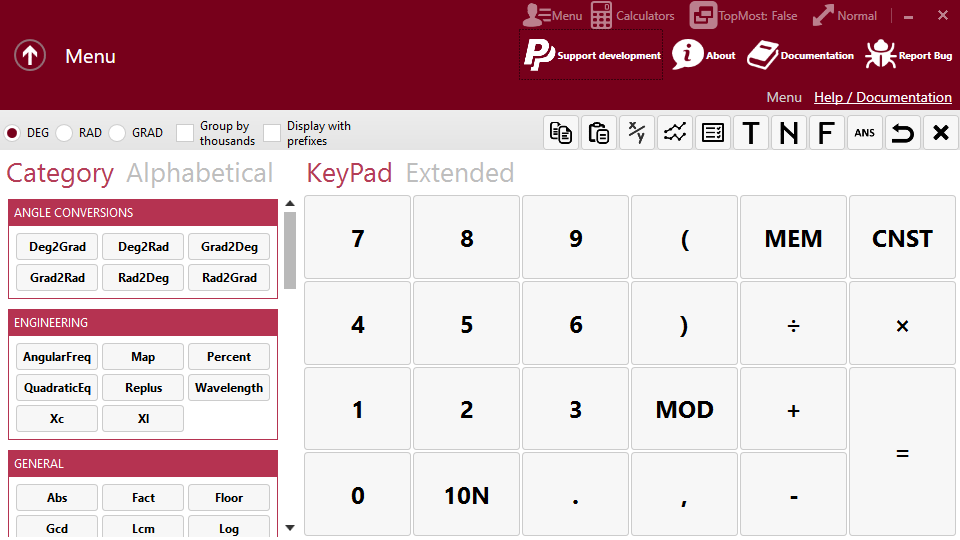 Menu Calculators TopMost: False Normal
Menu
Support development About Documentation Report Bug
Menu Help / Documentation
DEG RAD GRAD Group by thousands Display with prefixes
x/y T N F ANS
Category Alphabetical
KeyPad Extended
ANGLE CONVERSIONS
Deg2Grad Deg2Rad Grad2Deg
Grad2Rad Rad2Deg Rad2Grad
ENGINEERING
AngularFreq Map Percent
QuadraticEq Replus Wavelength
Xc Xl
GENERAL
Abs Fact Floor
Gcd Lcm Log
7 8 9 ( MEM CNST
4 5 6 ) ÷ ×
1 2 3 MOD +
=
0 10N . , -